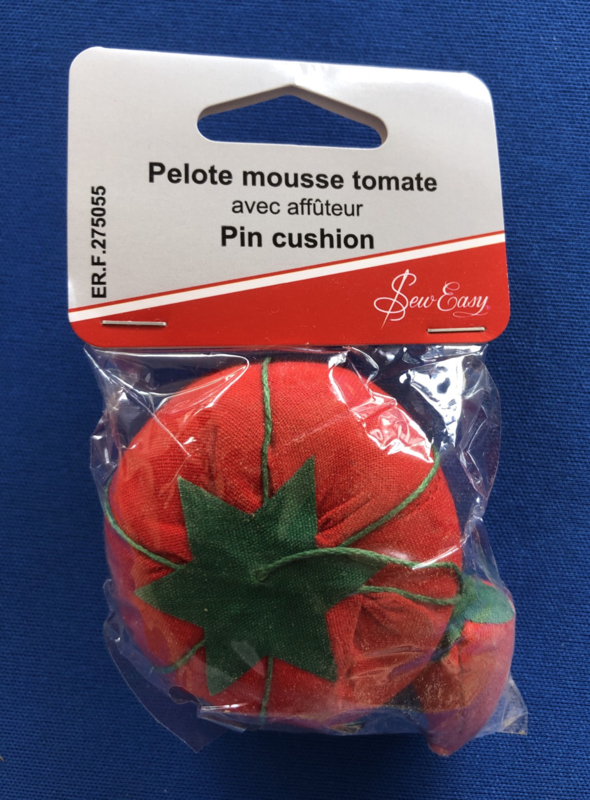 Pelote mousse tomate
avec affûteur
Pin cushion
ER.F.275055
Sew Easy